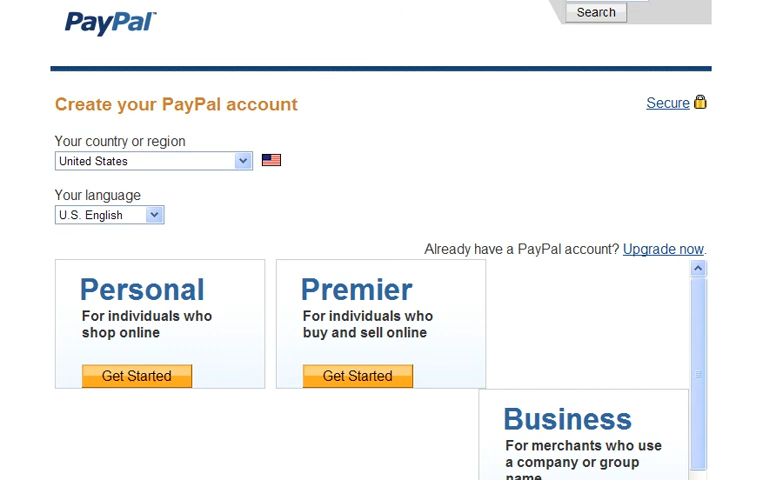 PayPal™
Search
Create your PayPal account
Secure
Your country or region
United States
Your language
U.S. English
Already have a PayPal account? Upgrade now.
Personal
For individuals who
shop online
Get Started
Premier
For individuals who
buy and sell online
Get Started
Business
For merchants who use
a company or group
name